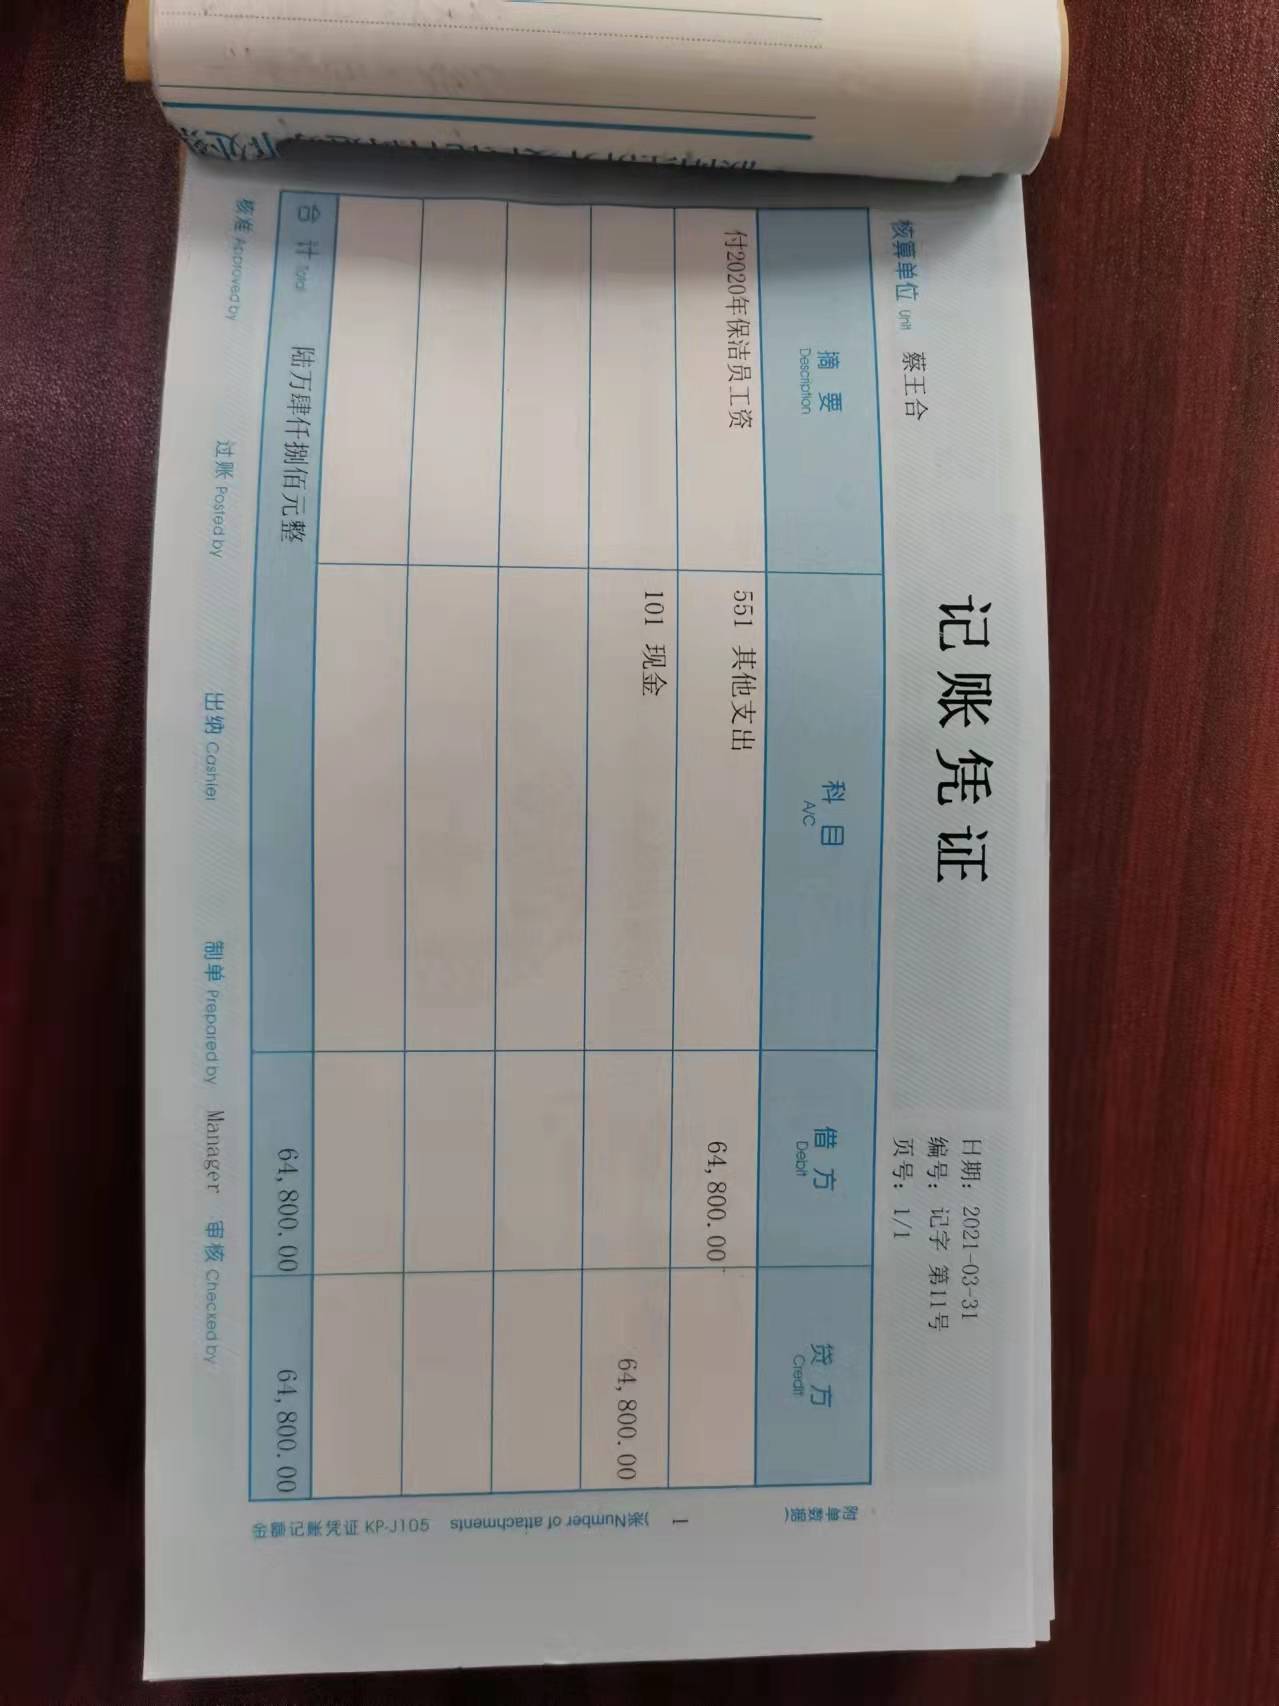 记账凭证
日期：2021-03-31
编号：记字 第11号
核算单位 Unit 蔡王合
页号：1/1
摘 要 Description 科 目 A/C 借 方 Debit 贷 方 Credit
付2020年保洁员工资 551 其他支出 64,800.00
101 现金 64,800.00
合 计 Total 陆万肆仟捌佰元整 64,800.00 64,800.00
核准 Approved by 过账 Posted by 出纳 Cashier 制单 Prepared by Manager 审核 Checked by
附单数据(
1
张Number of attachments)
金额记账凭证 KP-J105